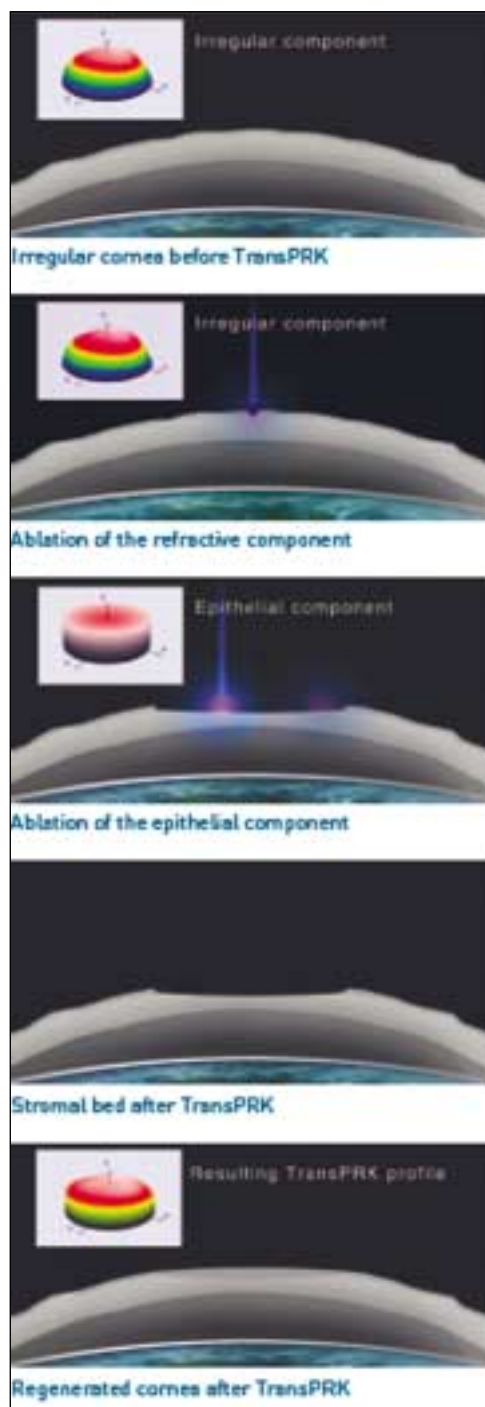 Irregular component
Irregular cornea before TransPRK
Irregular component
Ablation of the refractive component
Epithelial component
Ablation of the epithelial component
Stromal bed after TransPRK
Resulting TransPRK profile
Regenerated cornea after TransPRK